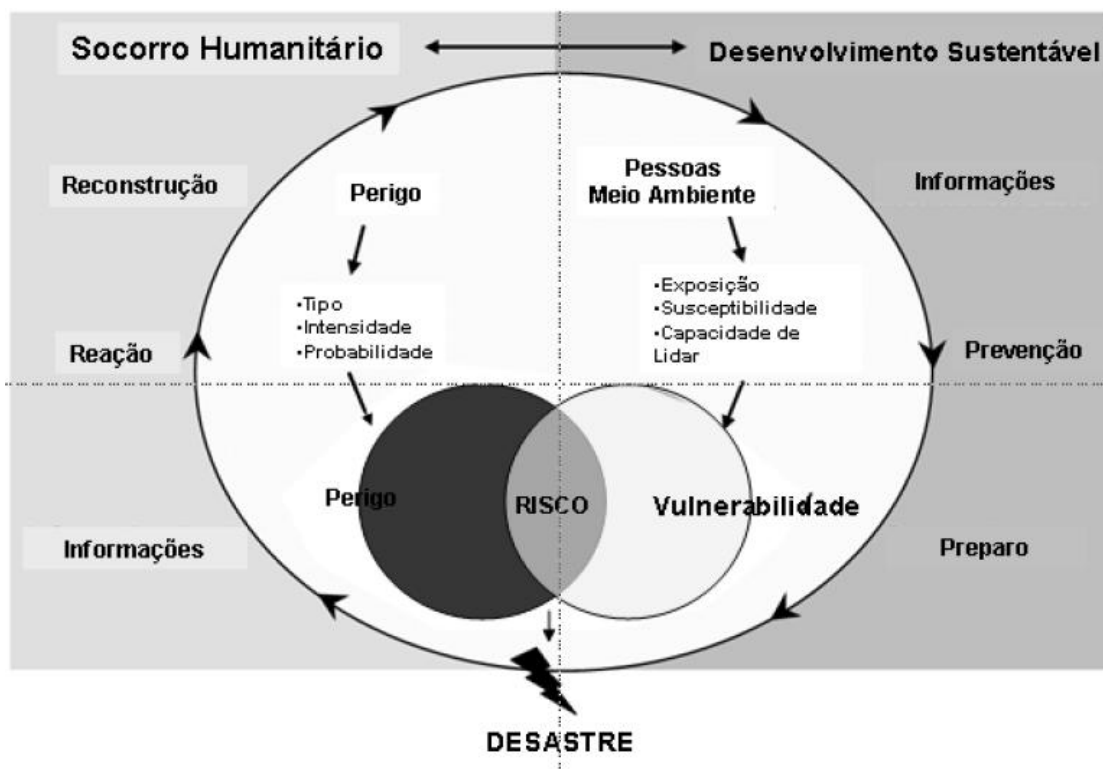 Socorro Humanitário
Desenvolvimento Sustentável
Reconstrução
Perigo
Pessoas
Meio Ambiente
Informações
•Tipo
•Intensidade
•Probabilidade
•Exposição
•Susceptibilidade
•Capacidade de
Lidar
Reação
Prevenção
Perigo
RISCO
Vulnerabilidade
Informações
Preparo
DESASTRE